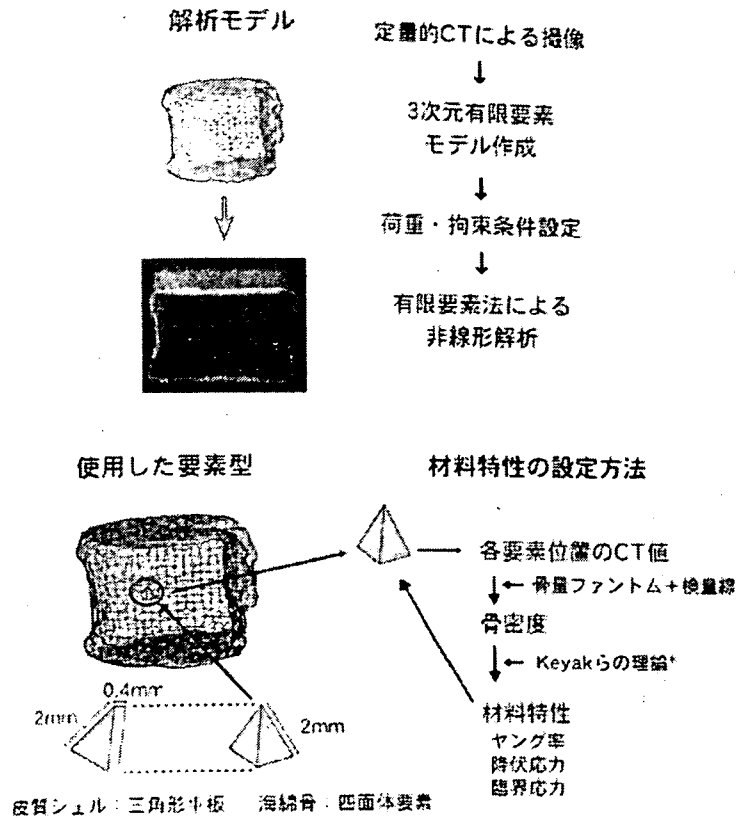 解析モデル
定量的CTによる撮像
3次元有限要素
モデル作成
荷重・拘束条件設定
有限要素法による
非線形解析
使用した要素型
材料特性の設定方法
各要素位置のCT値
骨量ファントム+検量線
骨密度
Keyakらの理論*
材料特性
ヤング率
降伏応力
臨界応力
0.4mm
2mm
2mm
皮質シェル:三角形平板 海綿骨:四面体要素